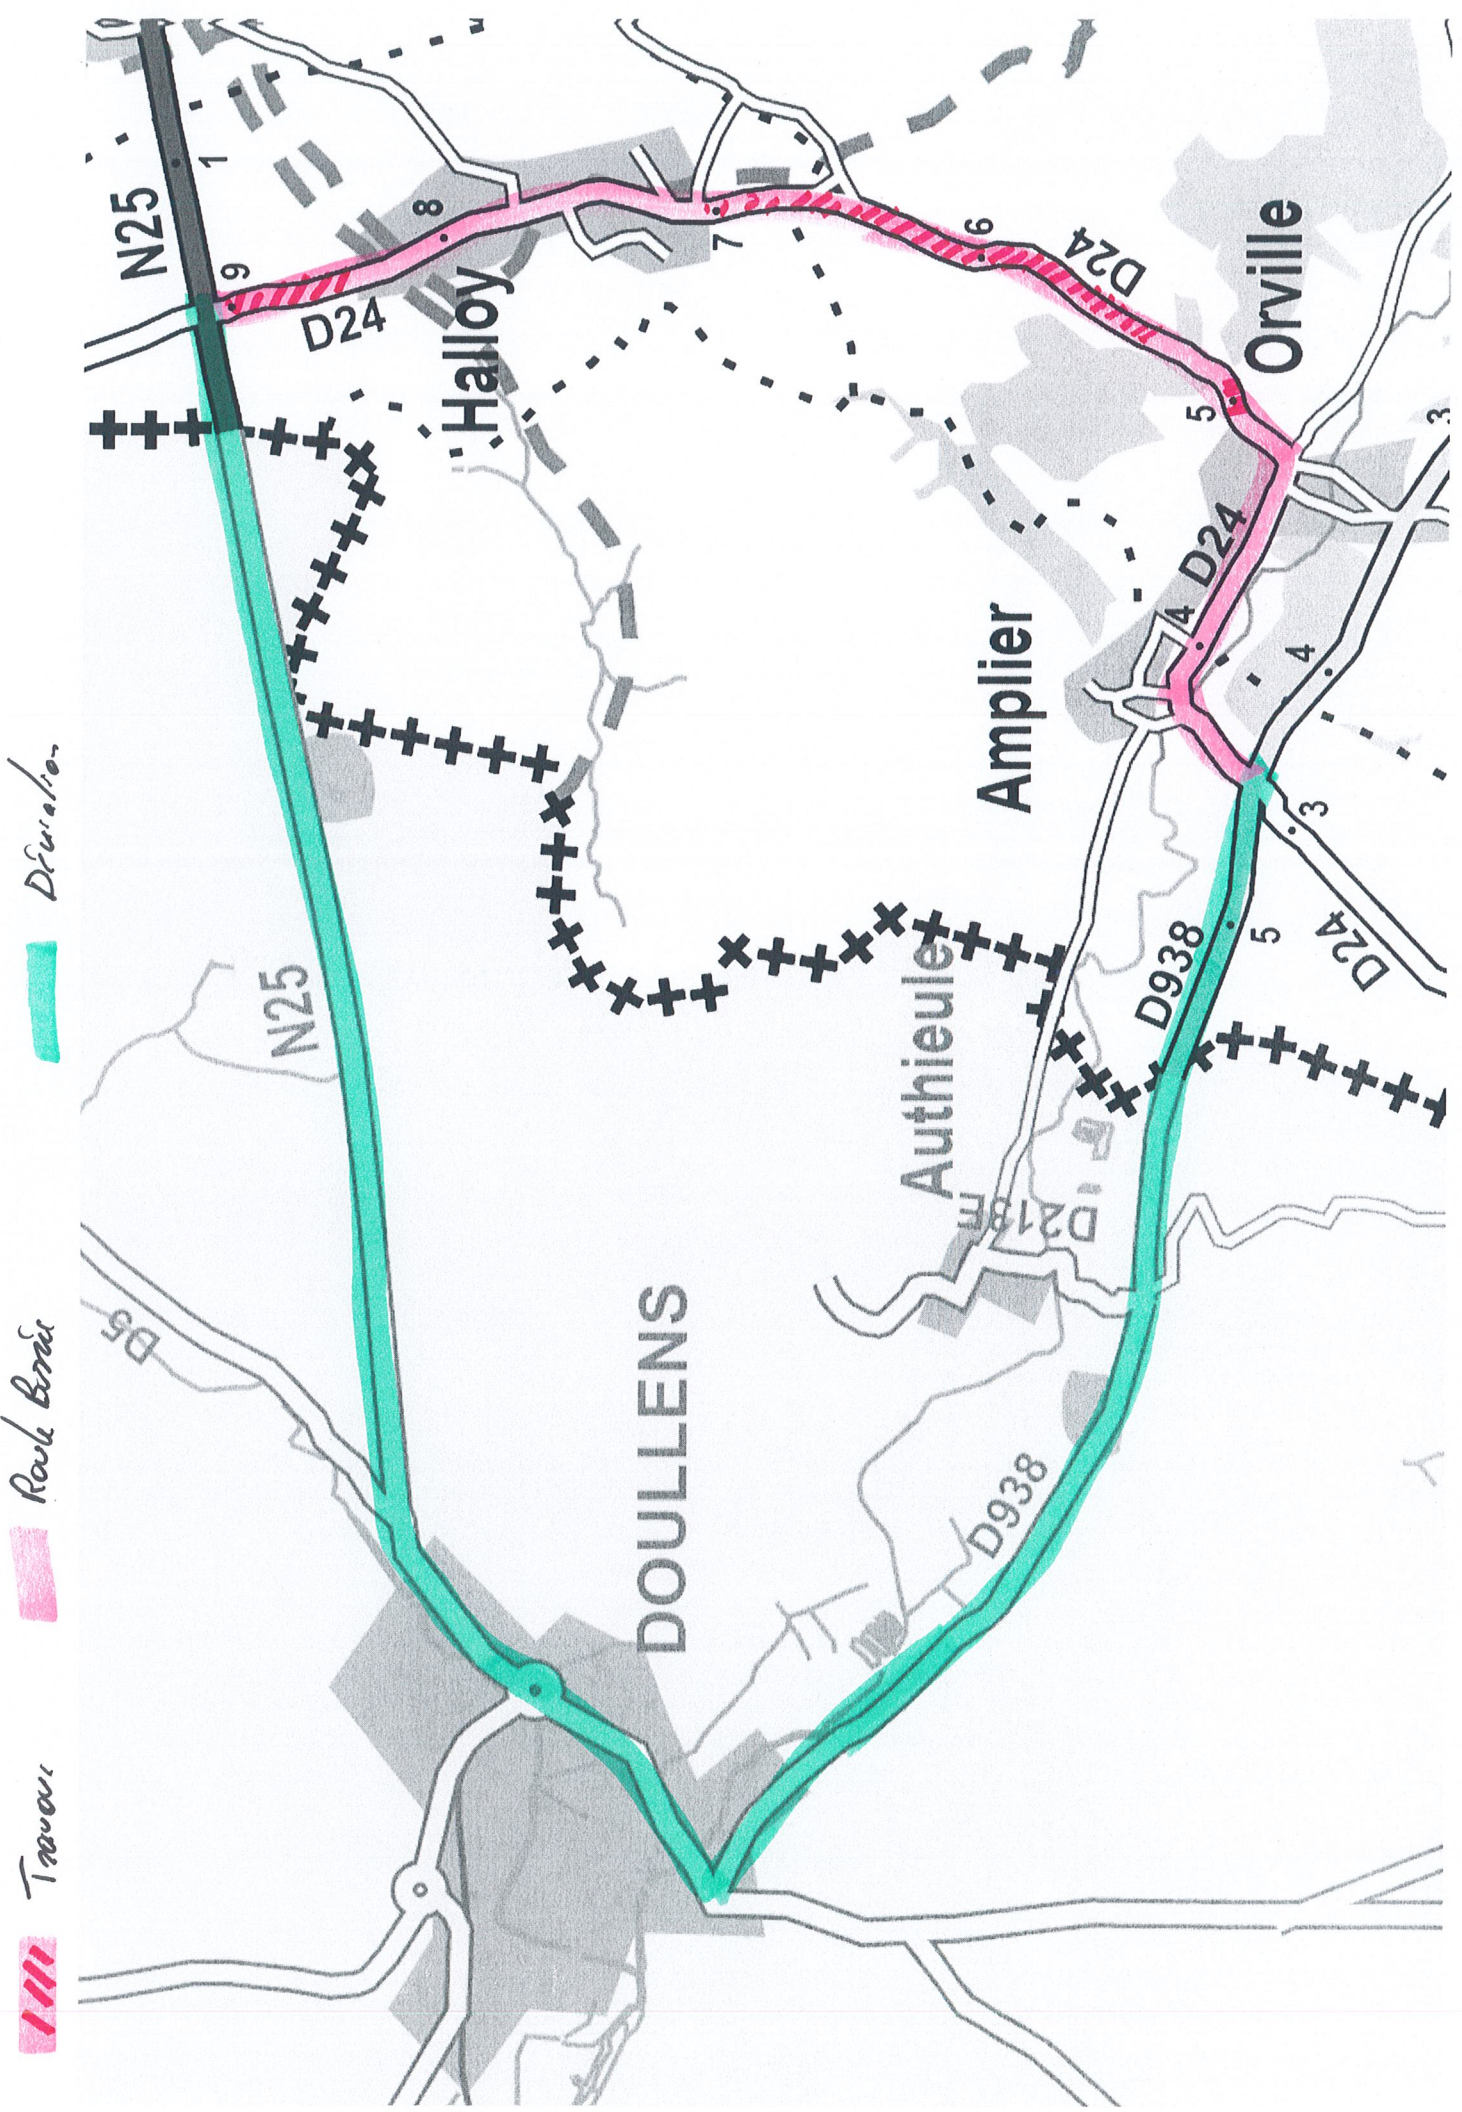 Travaux
Route Barrée
Déviation
N25
1
9
D24
8
Halloy
7
6
D24
Orville
5
D24
4
Amplier
4
3
3
D24
5
D938
N25
Authieule
D213E
D5
DOULLENS
D938